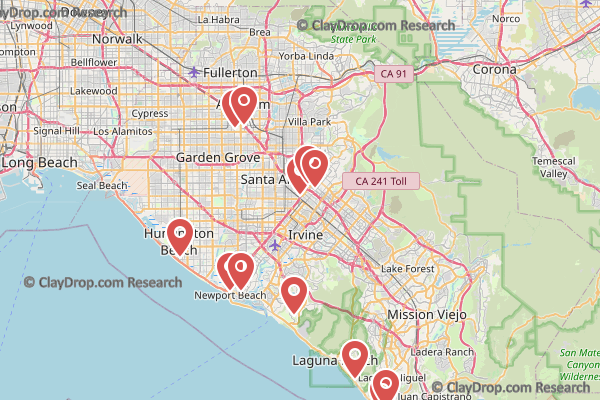 Downey
© ClayDrop.com Research
© ClayDrop.com Research
Lynwood
La Habra
Norco
Norwalk
Brea
State Park
Compton
Bellflower
Yorba Linda
Fullerton
CA 91
Corona
Lakewood
Cypress
Villa Park
Signal Hill
Los Alamitos
Long Beach
Garden Grove
Temescal
Valley
Seal Beach
Santa
CA 241 Toll
Huntington
Beach
Irvine
Lake Forest
© ClayDrop.com Research
Newport Beach
Mission Viejo
Ladera Ranch
San Mateo
Canyon
Wilderness
Laguna Beach
Laguna Niguel
© ClayDrop.com Research
Juan Capistrano